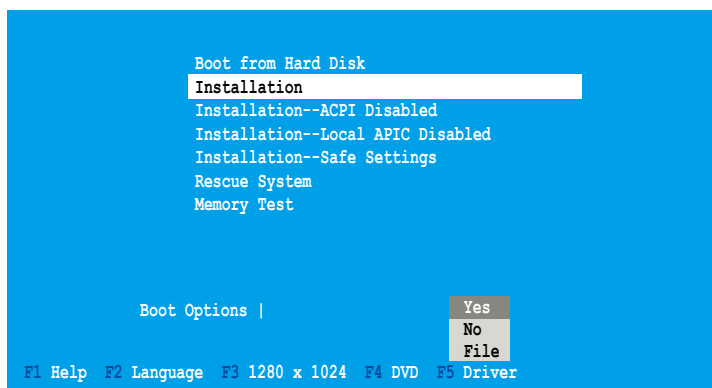 Boot from Hard Disk
Installation
Installation--ACPI Disabled
Installation--Local APIC Disabled
Installation--Safe Settings
Rescue System
Memory Test
Boot Options |
Yes
No
File
F1 Help F2 Language F3 1280 x 1024 F4 DVD F5 Driver